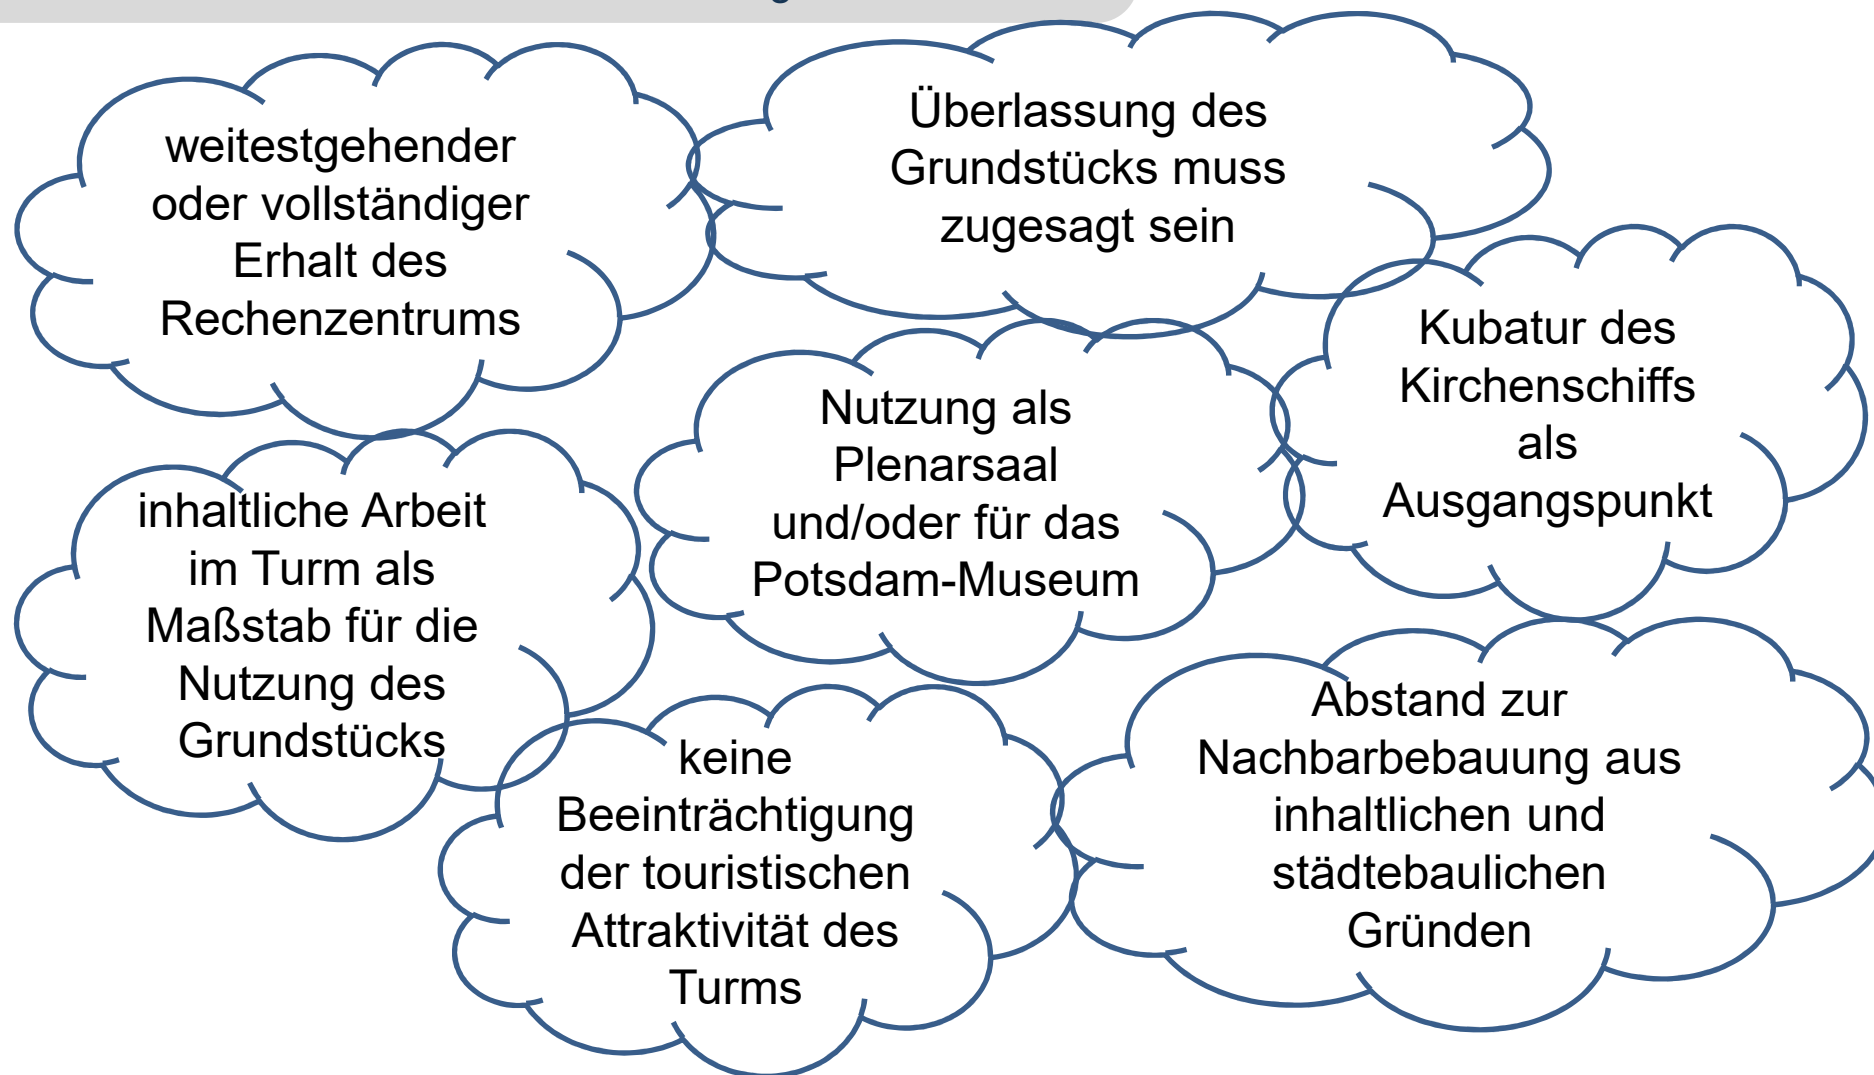 weitestgehender
oder vollständiger
Erhalt des
Rechenzentrums
Überlassung des
Grundstücks muss
zugesagt sein
Kubatur des
Kirchenschiffs
als
Ausgangspunkt
Nutzung als
Plenarsaal
und/oder für das
Potsdam-Museum
inhaltliche Arbeit
im Turm als
Maßstab für die
Nutzung des
Grundstücks
keine
Beeinträchtigung
der touristischen
Attraktivität des
Turms
Abstand zur
Nachbarbebauung aus
inhaltlichen und
städtebaulichen
Gründen